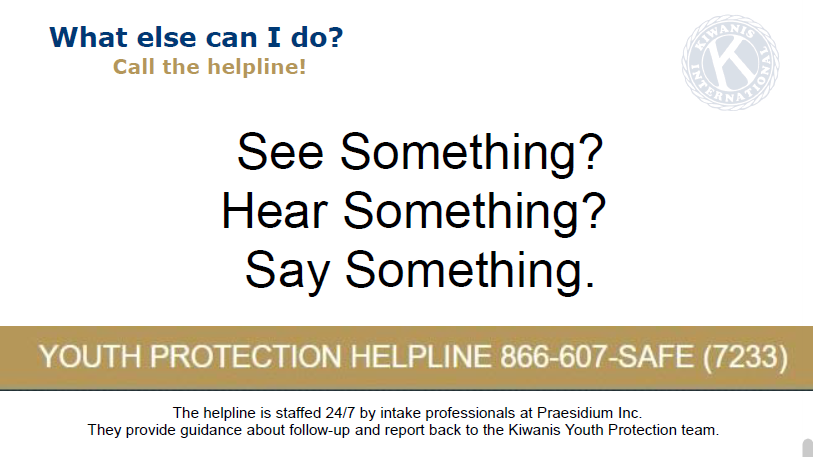 What else can I do?
Call the helpline!
KIWANIS
INTERNATIONAL
K
See Something?
Hear Something?
Say Something.
YOUTH PROTECTION HELPLINE 866-607-SAFE (7233)
The helpline is staffed 24/7 by intake professionals at Praesidium Inc.
They provide guidance about follow-up and report back to the Kiwanis Youth Protection team.